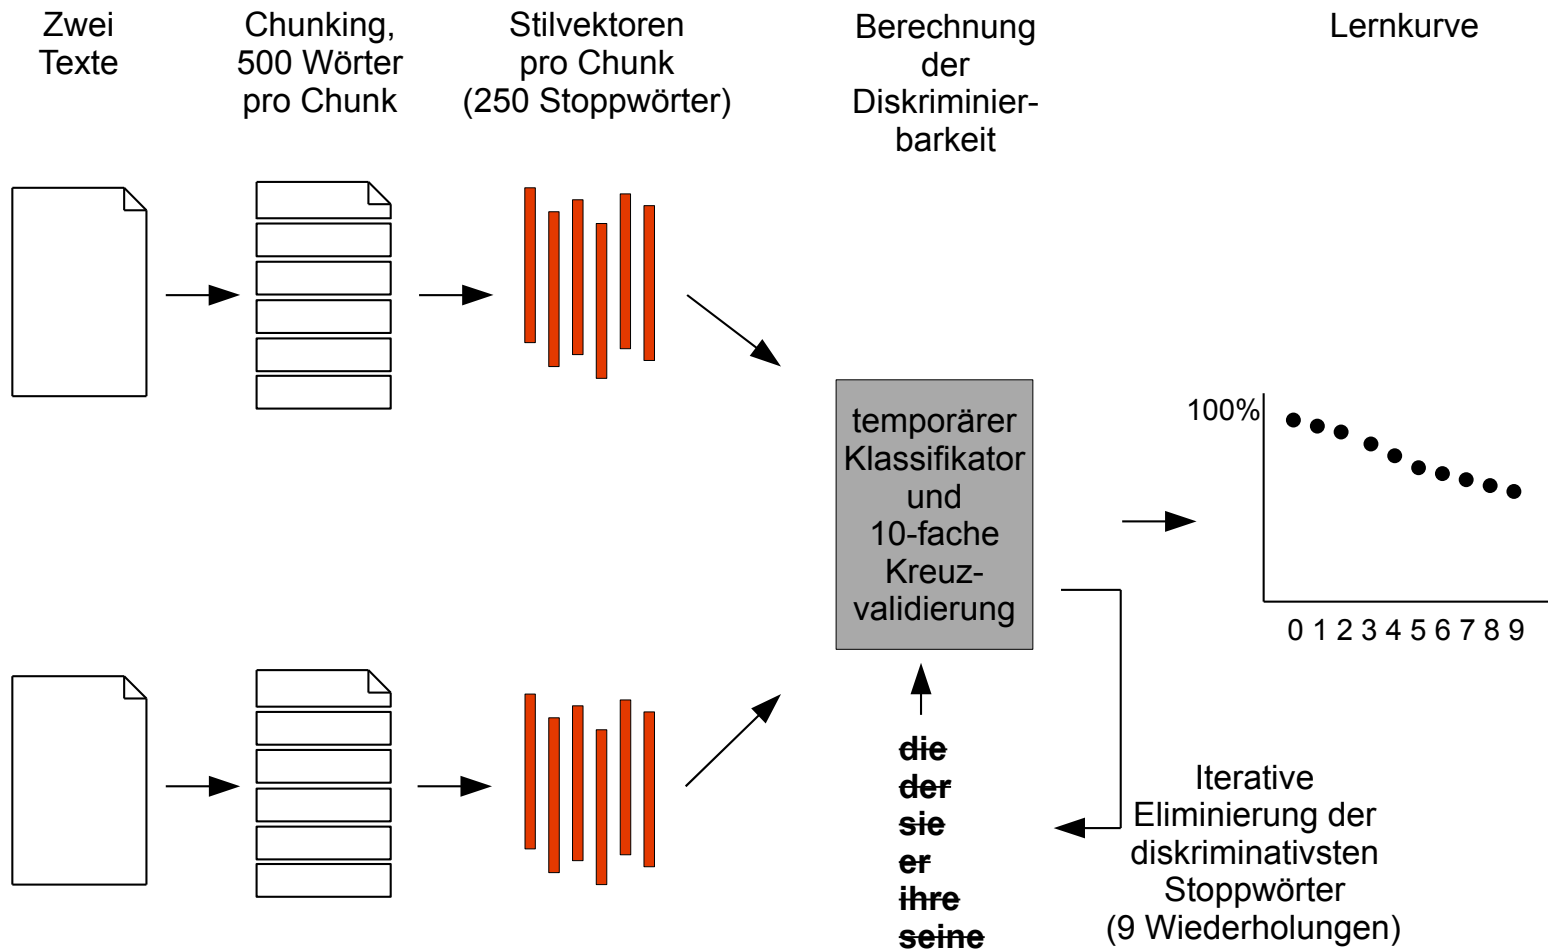 Zwei
Texte
Chunking,
500 Wörter
pro Chunk
Stilvektoren
pro Chunk
(250 Stoppwörter)
Berechnung
der
Diskriminier-
barkeit
Lernkurve
temporärer
Klassifikator
und
10-fache
Kreuz-
validierung
100%
0 1 2 3 4 5 6 7 8 9
die
der
sie
er
ihre
seine
Iterative
Eliminierung der
diskriminativsten
Stoppwörter
(9 Wiederholungen)